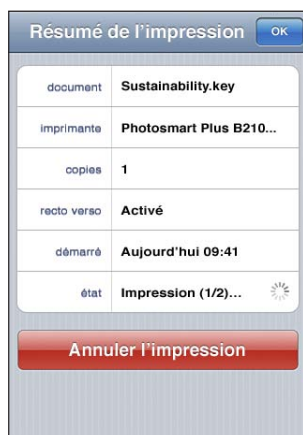 Résumé de l'impression OK
document Sustainability.key
imprimante Photosmart Plus B210...
copies 1
recto verso Activé
démarré Aujourd'hui 09:41
état Impression (1/2)...
Annuler l'impression